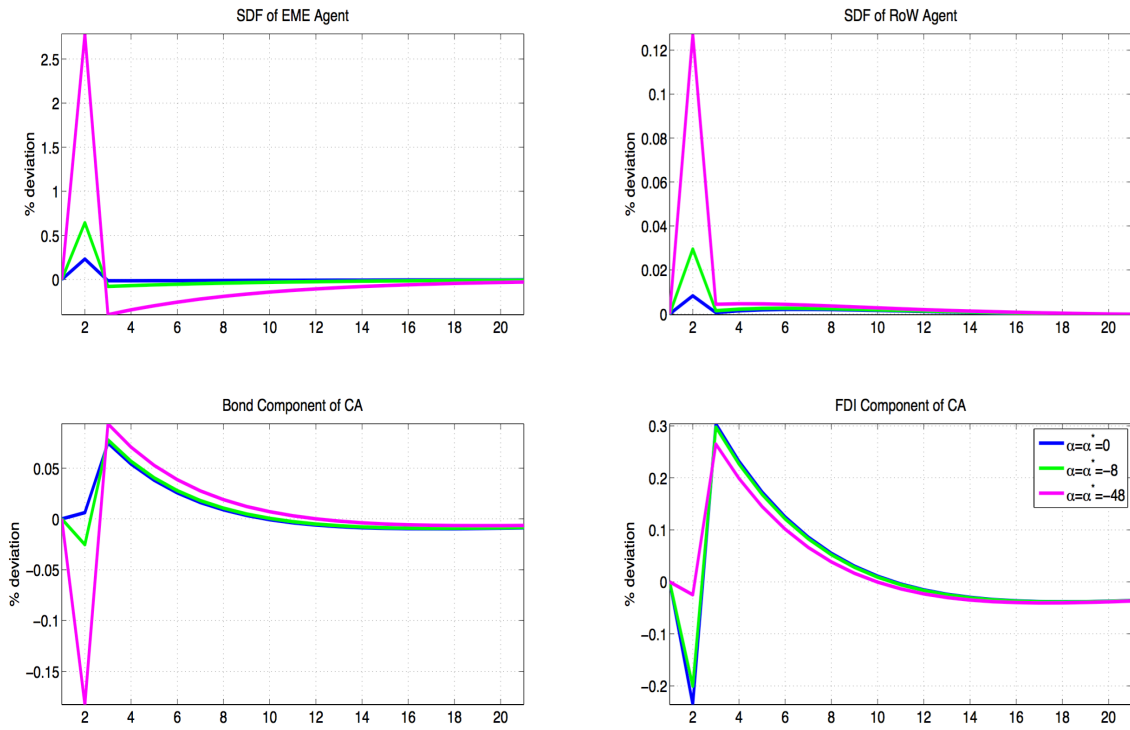 SDF of EME Agent
% deviation
2.5
2
1.5
1
0.5
0
2 4 6 8 10 12 14 16 18 20
SDF of RoW Agent
% deviation
0.12
0.1
0.08
0.06
0.04
0.02
0
2 4 6 8 10 12 14 16 18 20
Bond Component of CA
% deviation
0.05
0
−0.05
−0.1
−0.15
2 4 6 8 10 12 14 16 18 20
FDI Component of CA
% deviation
0.3
0.2
0.1
0
−0.1
−0.2
2 4 6 8 10 12 14 16 18 20
α=α*=0
α=α*=−8
α=α*=−48